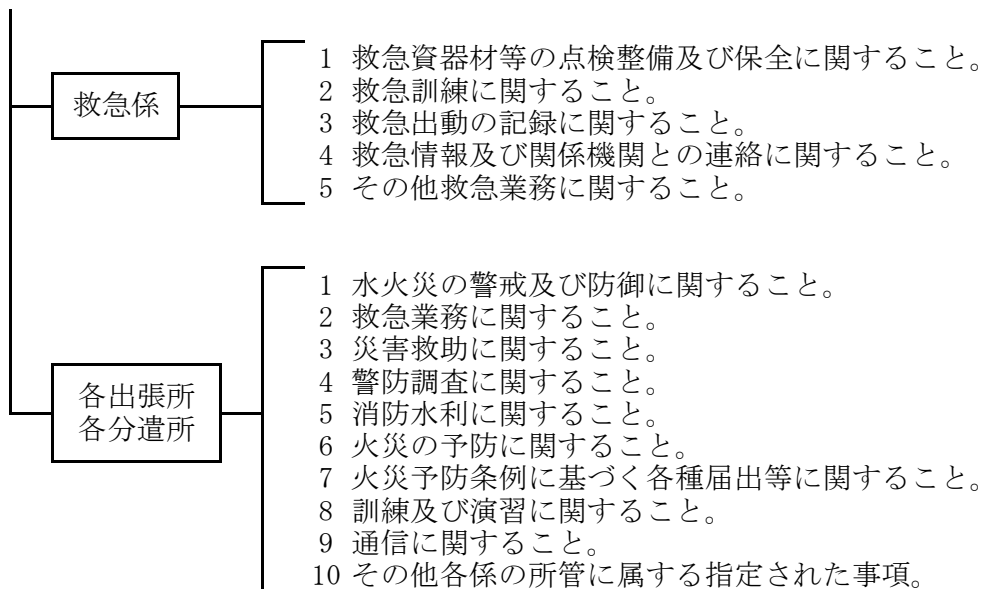 救急係
1 救急資器材等の点検整備及び保全に関すること。
2 救急訓練に関すること。
3 救急出動の記録に関すること。
4 救急情報及び関係機関との連絡に関すること。
5 その他救急業務に関すること。
各出張所
各分遣所
1 水火災の警戒及び防御に関すること。
2 救急業務に関すること。
3 災害救助に関すること。
4 警防調査に関すること。
5 消防水利に関すること。
6 火災の予防に関すること。
7 火災予防条例に基づく各種届出等に関すること。
8 訓練及び演習に関すること。
9 通信に関すること。
10 その他各係の所管に属する指定された事項。